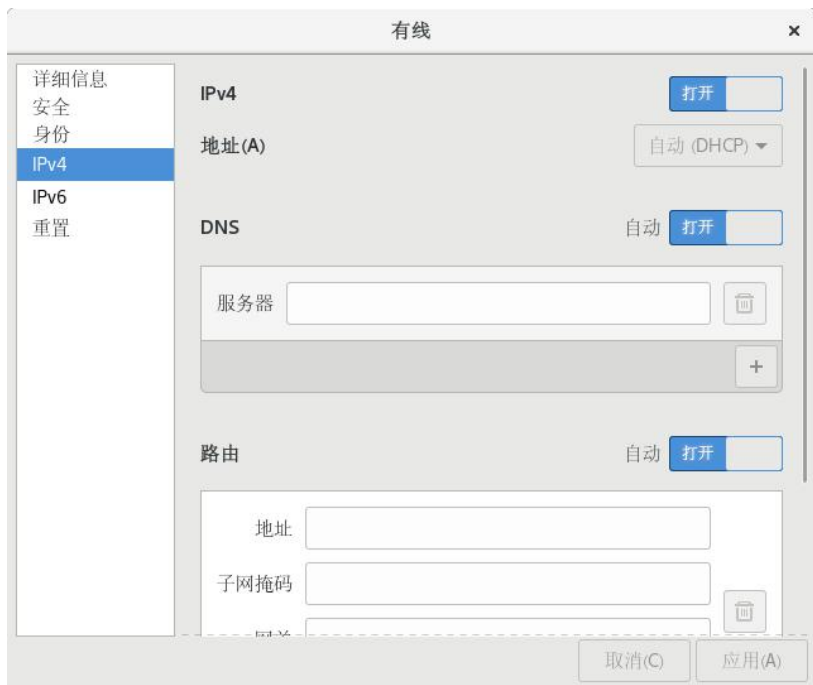 有线
详细信息
安全
身份
IPv4
IPv6
重置
IPv4 打开
地址(A) 自动 (DHCP)
DNS 自动 打开
服务器
路由 自动 打开
地址
子网掩码
取消(C) 应用(A)